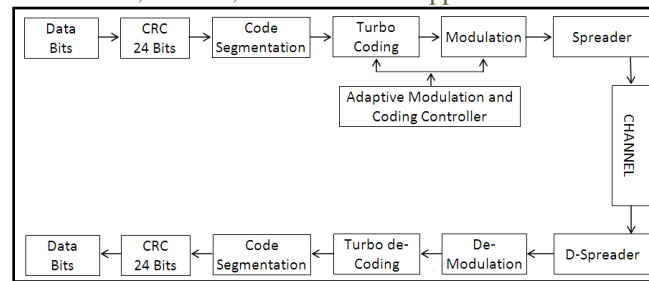 Data
Bits
CRC
24 Bits
Code
Segmentation
Turbo
Coding
Modulation
Spreader
Adaptive Modulation and
Coding Controller
CHANNEL
Data
Bits
CRC
24 Bits
Code
Segmentation
Turbo de-
Coding
De-
Modulation
D-Spreader